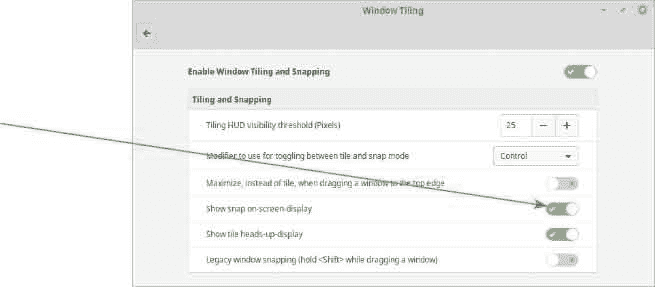 Window Tiling
Enable Window Tiling and Snapping
Tiling and Snapping
Tiling HUD visibility threshold (Pixels)
25
Modifier to use for toggling between tile and snap mode
Control
Maximize, instead of tile, when dragging a window to the top edge
Show snap on-screen-display
Show tile heads-up-display
Legacy window snapping (hold <Shift> while dragging a window)